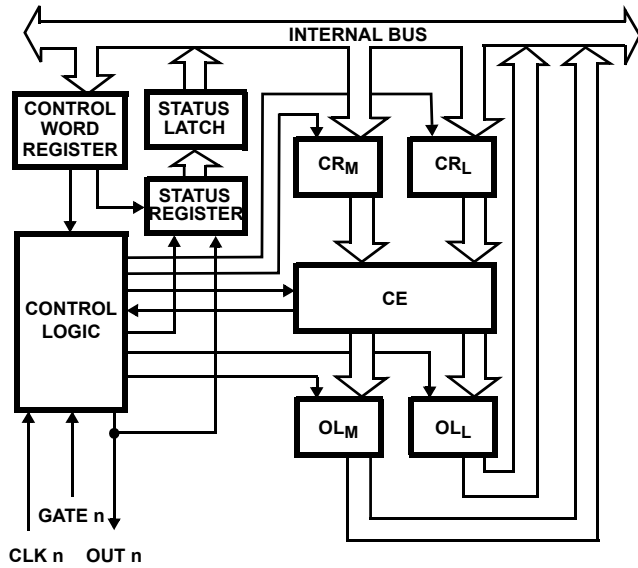 INTERNAL BUS
CONTROL
WORD
REGISTER
STATUS
LATCH
STATUS
REGISTER
CRM
CRL
CONTROL
LOGIC
CE
OLM
OLL
GATE n
CLK n
OUT n